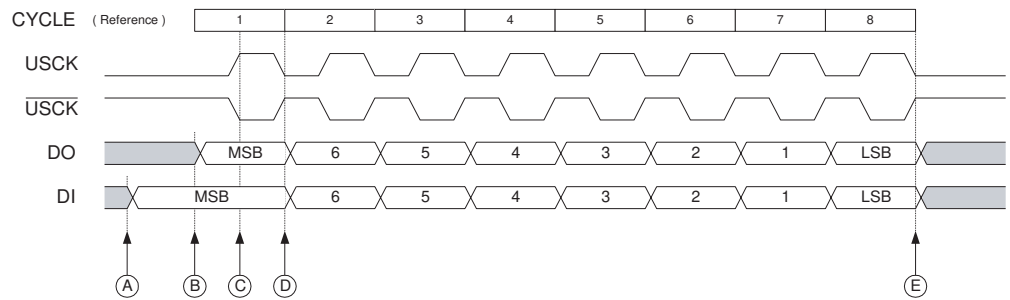 CYCLE ( Reference ) 1 2 3 4 5 6 7 8
USCK
USCK
DO MSB 6 5 4 3 2 1 LSB
DI MSB 6 5 4 3 2 1 LSB
A B C D E